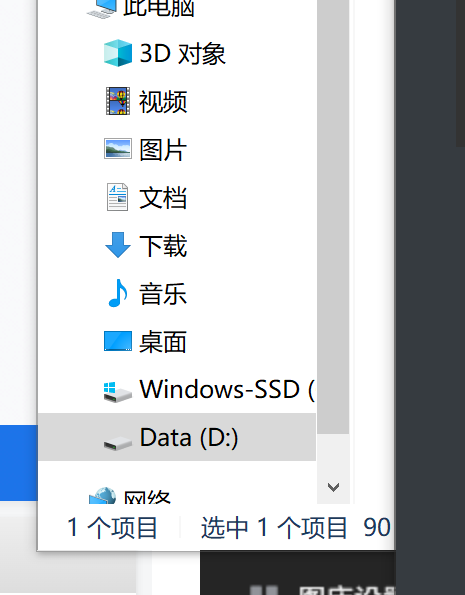 此电脑
3D 对象
视频
图片
文档
下载
音乐
桌面
Windows-SSD (
Data (D:)
网络
1 个项目 选中 1 个项目 90